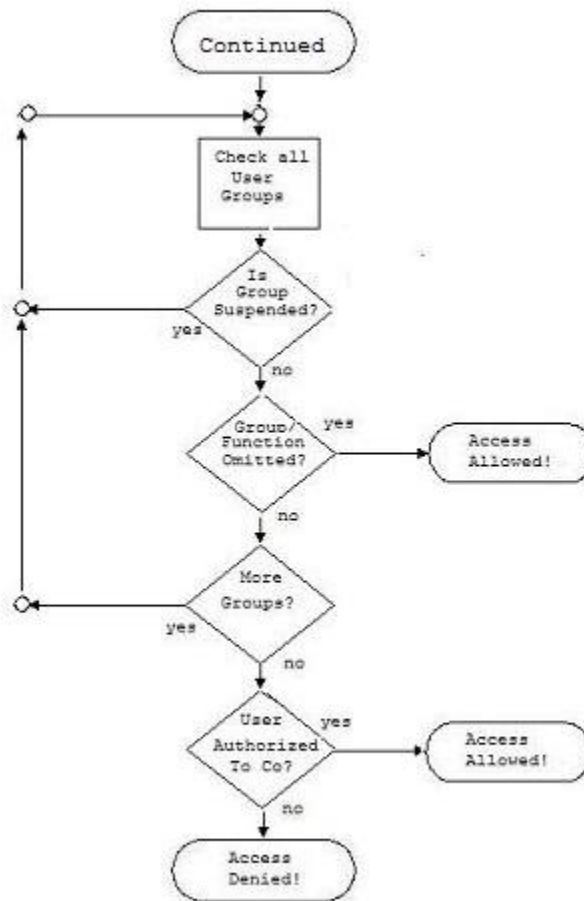 Continued
Check all
User
Groups
Is
Group
Suspended?
yes
no
Group/
Function
Omitted?
yes
Access
Allowed!
no
More
Groups?
yes
no
User
Authorized
To Co?
yes
Access
Allowed!
no
Access
Denied!